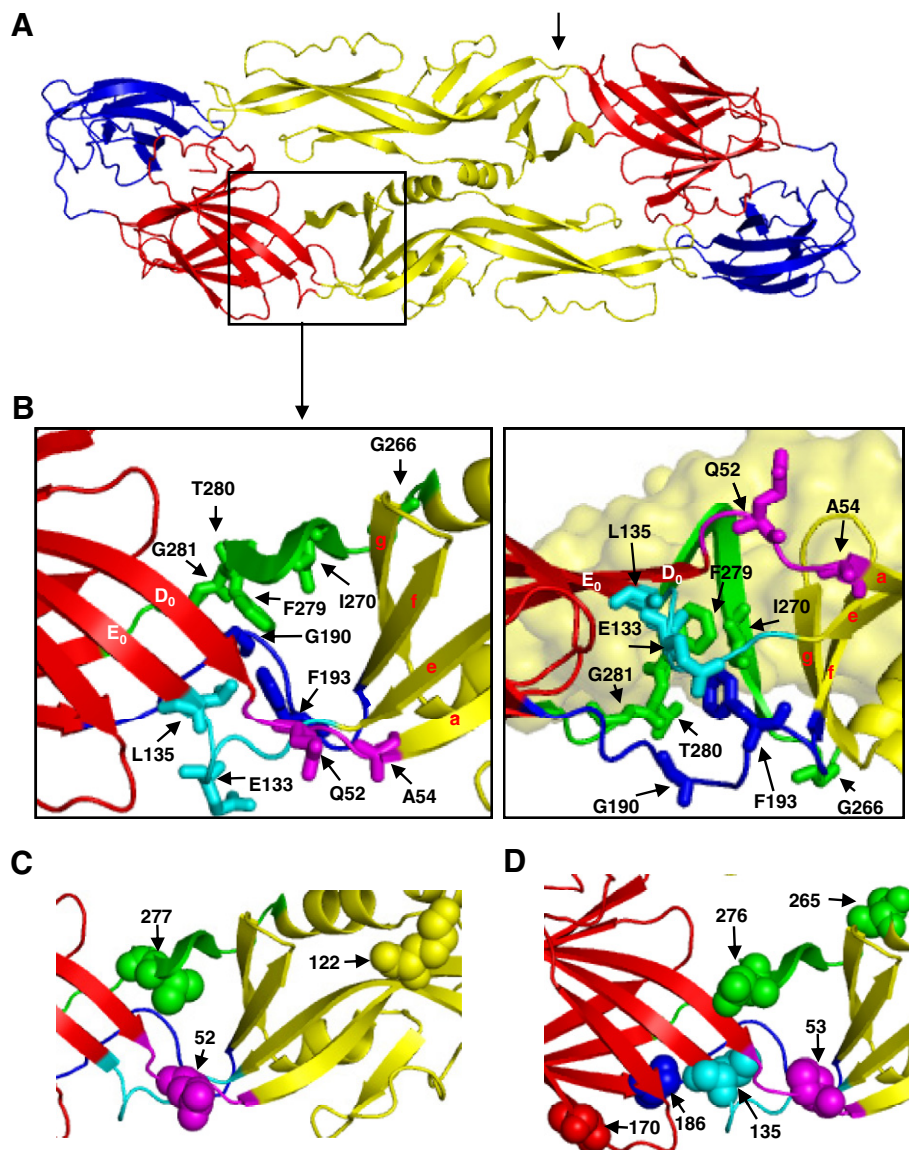 A
B
G266
T280
G281
g
D0
F279
I270
f
E0
G190
F193
e
a
L135
E133
Q52
A54
Q52
A54
L135
E0
D0
F279
a
e
I270
E133
g
f
G281
T280
G190
F193
G266
C
277
122
52
D
265
276
53
170
186
135